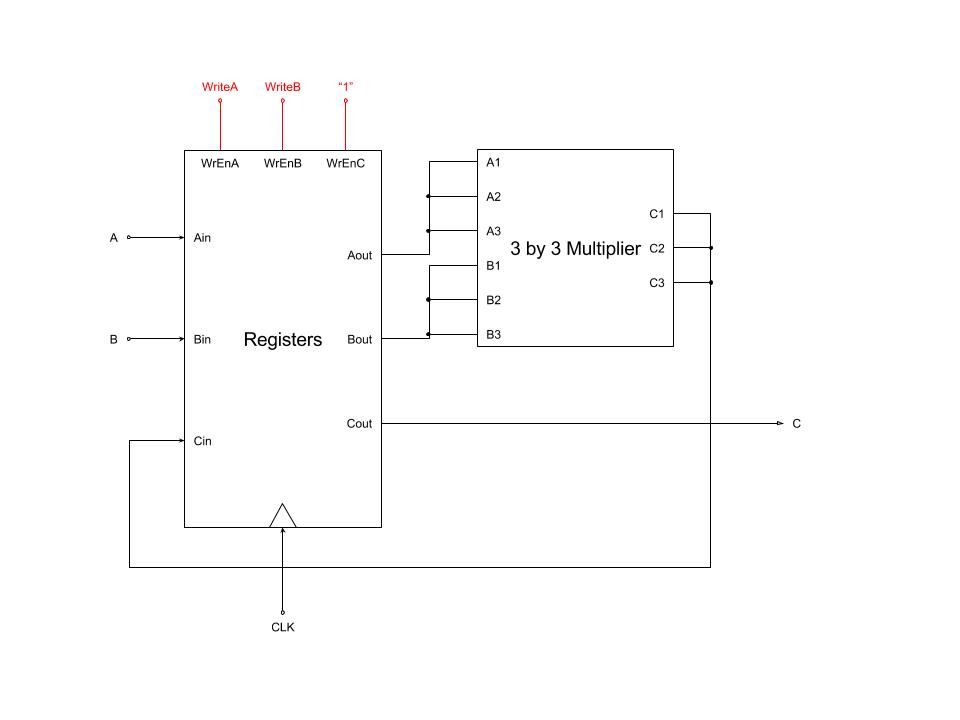 WriteA WriteB “1”
WrEnA WrEnB WrEnC
A1
A2
C1
A
Ain
A3
Aout
3 by 3 Multiplier
C2
B1
C3
B2
B
Bin
Registers
Bout
B3
Cout
C
Cin
CLK